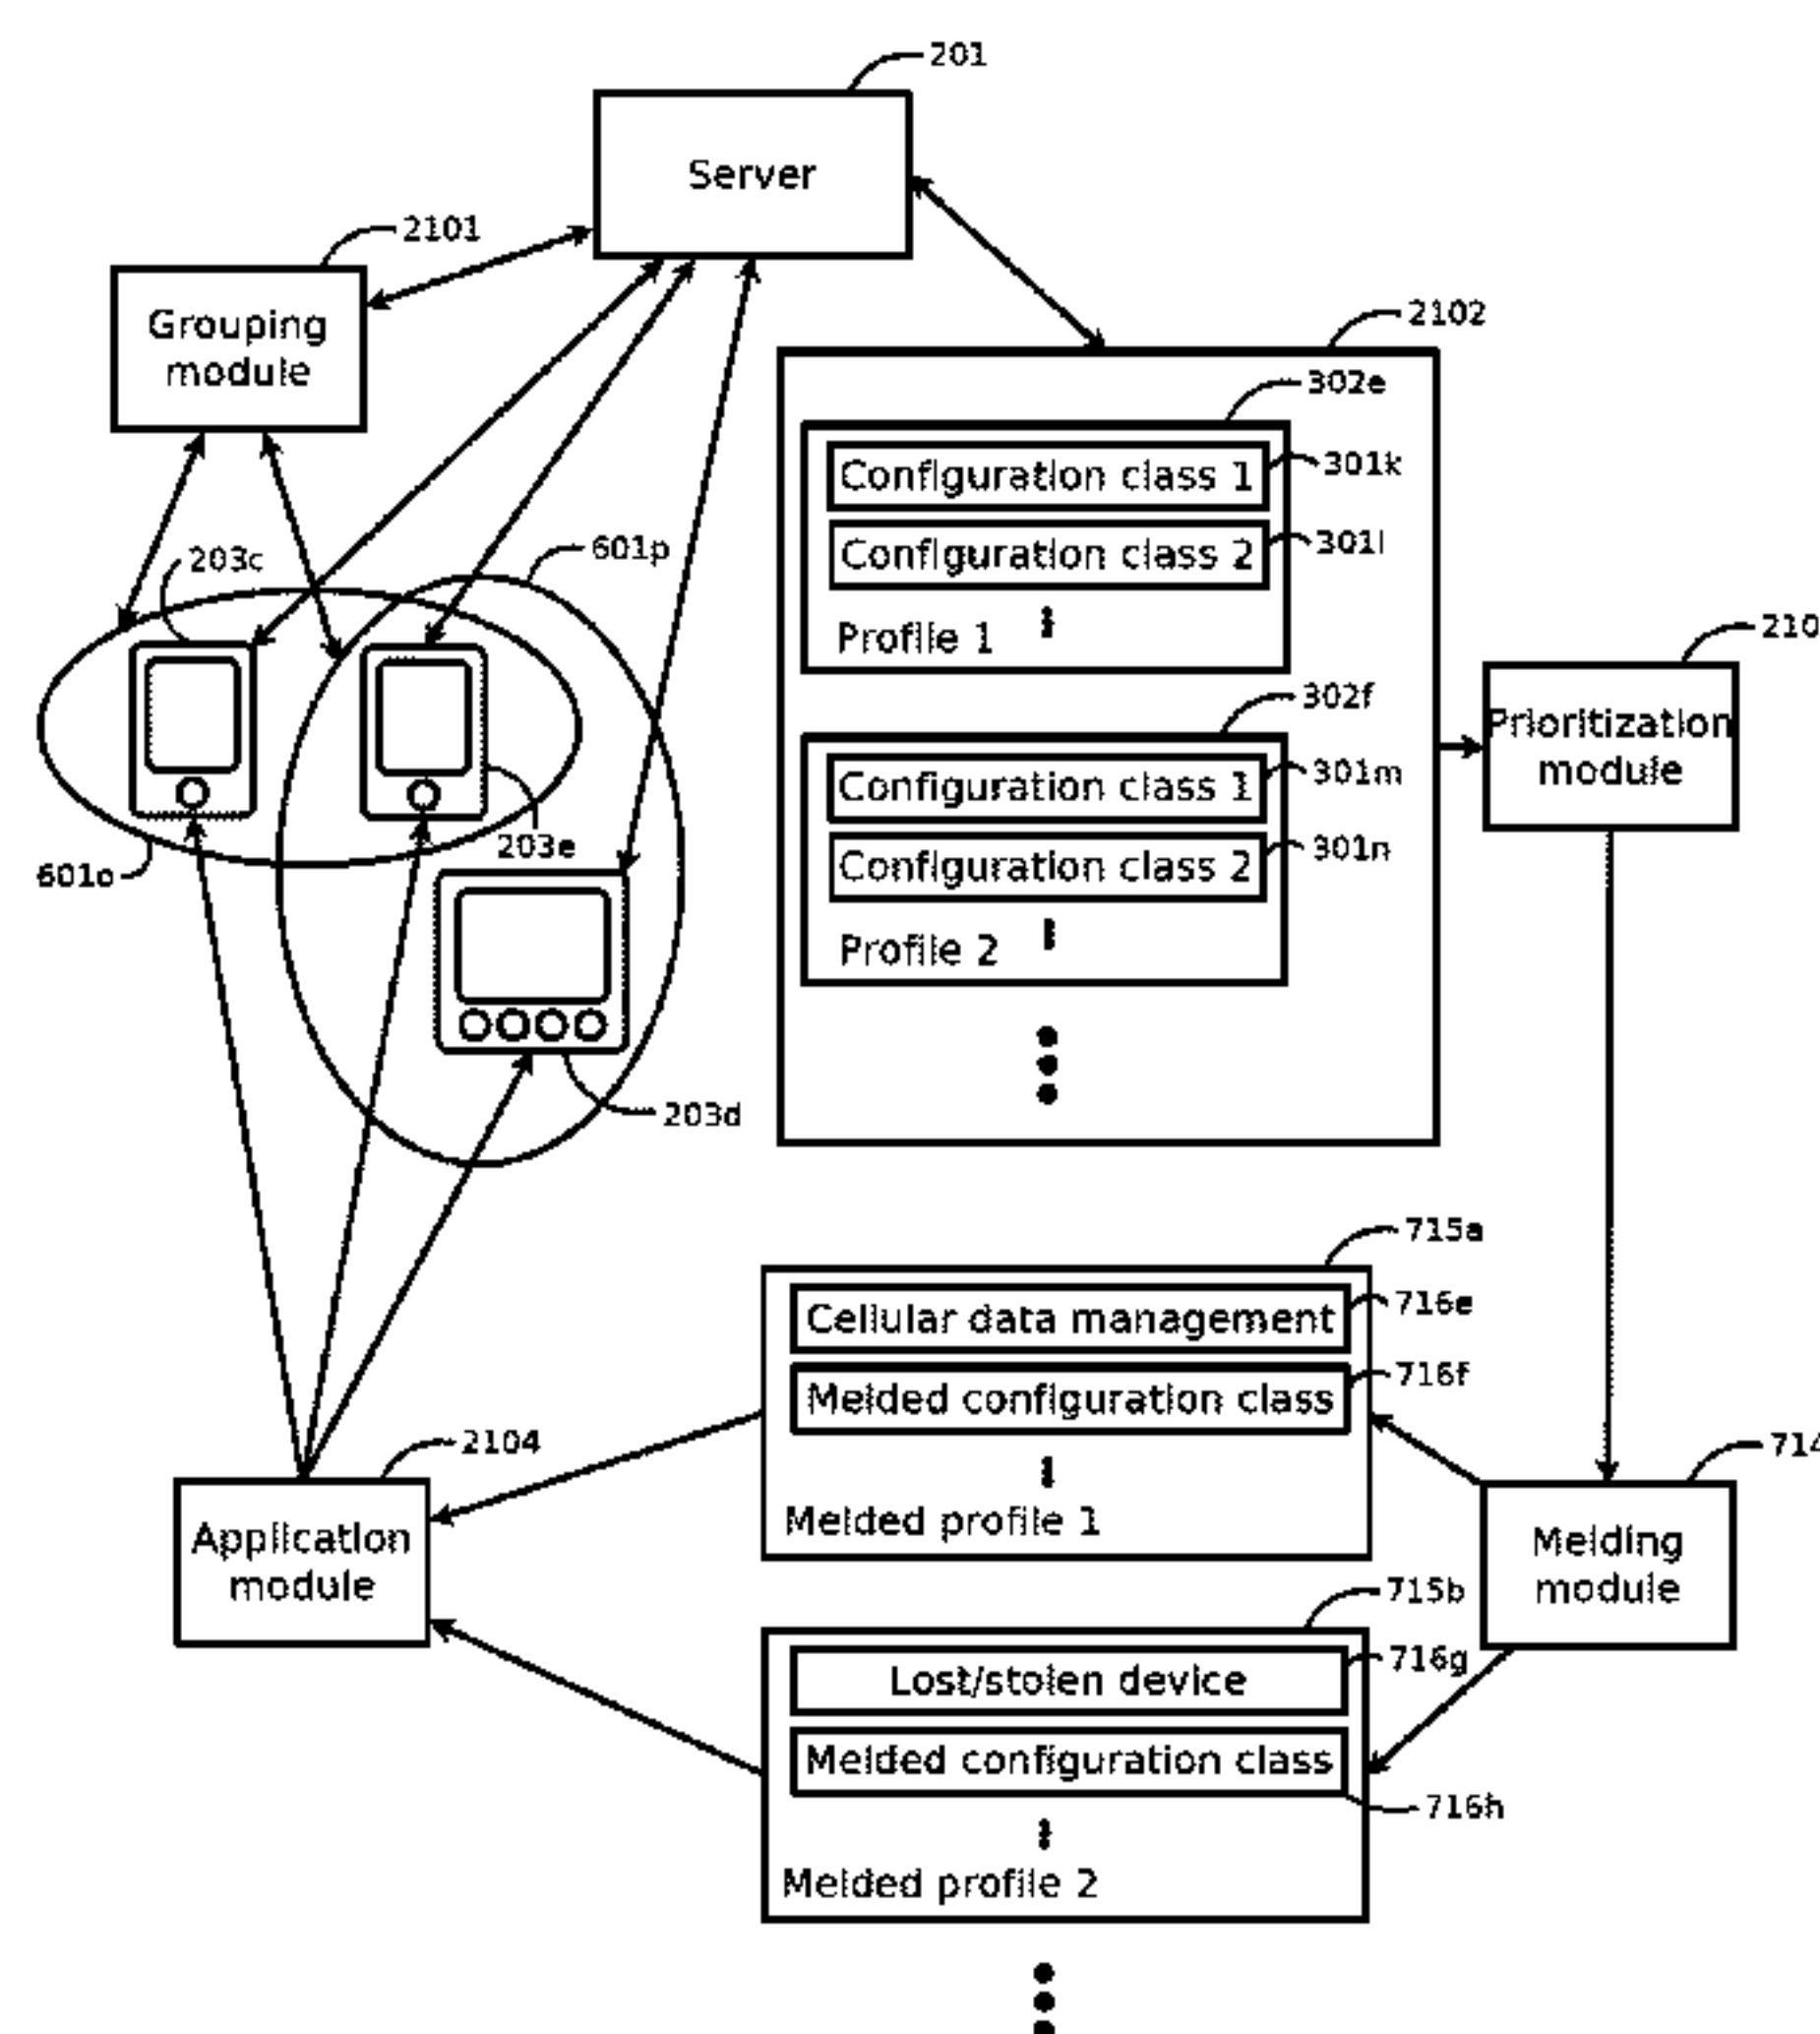 201
Server
2101
Grouping
module
2102
302e
Configuration class 1
301k
Configuration class 2
301l
Profile 1
203c
601p
302f
Configuration class 1
301m
Configuration class 2
301n
Profile 2
210
Prioritization
module
203e
601o
203d
715a
Cellular data management
716e
Melded configuration class
716f
Melded profile 1
2104
Application
module
714
Melding
module
715b
Lost/stolen device
716g
Melded configuration class
716h
Melded profile 2